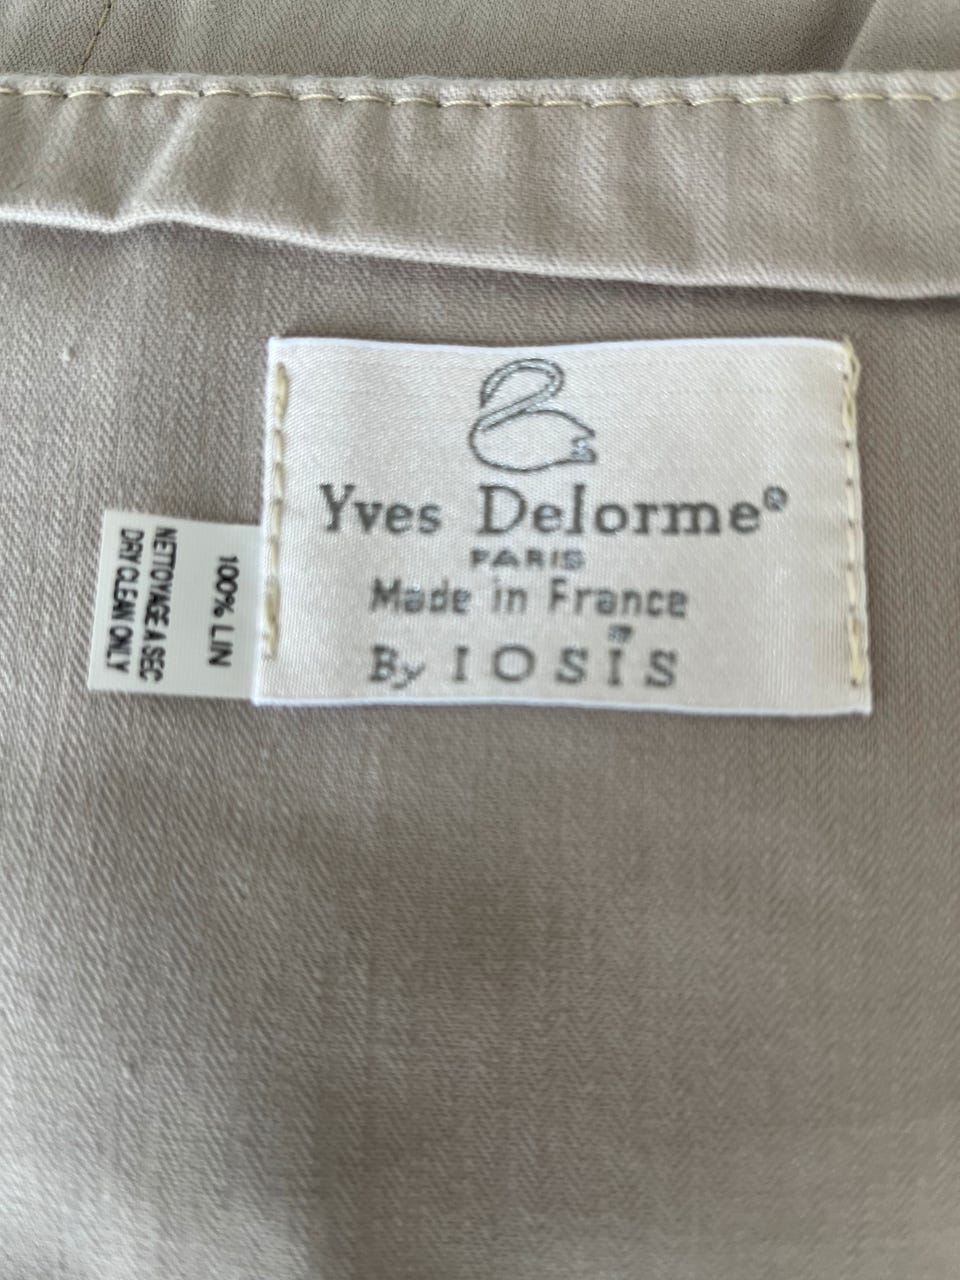 Yves Delorme®
PARIS
Made in France
By IOSIS
100% LIN
NETTOYAGE A SEC
DRY CLEAN ONLY